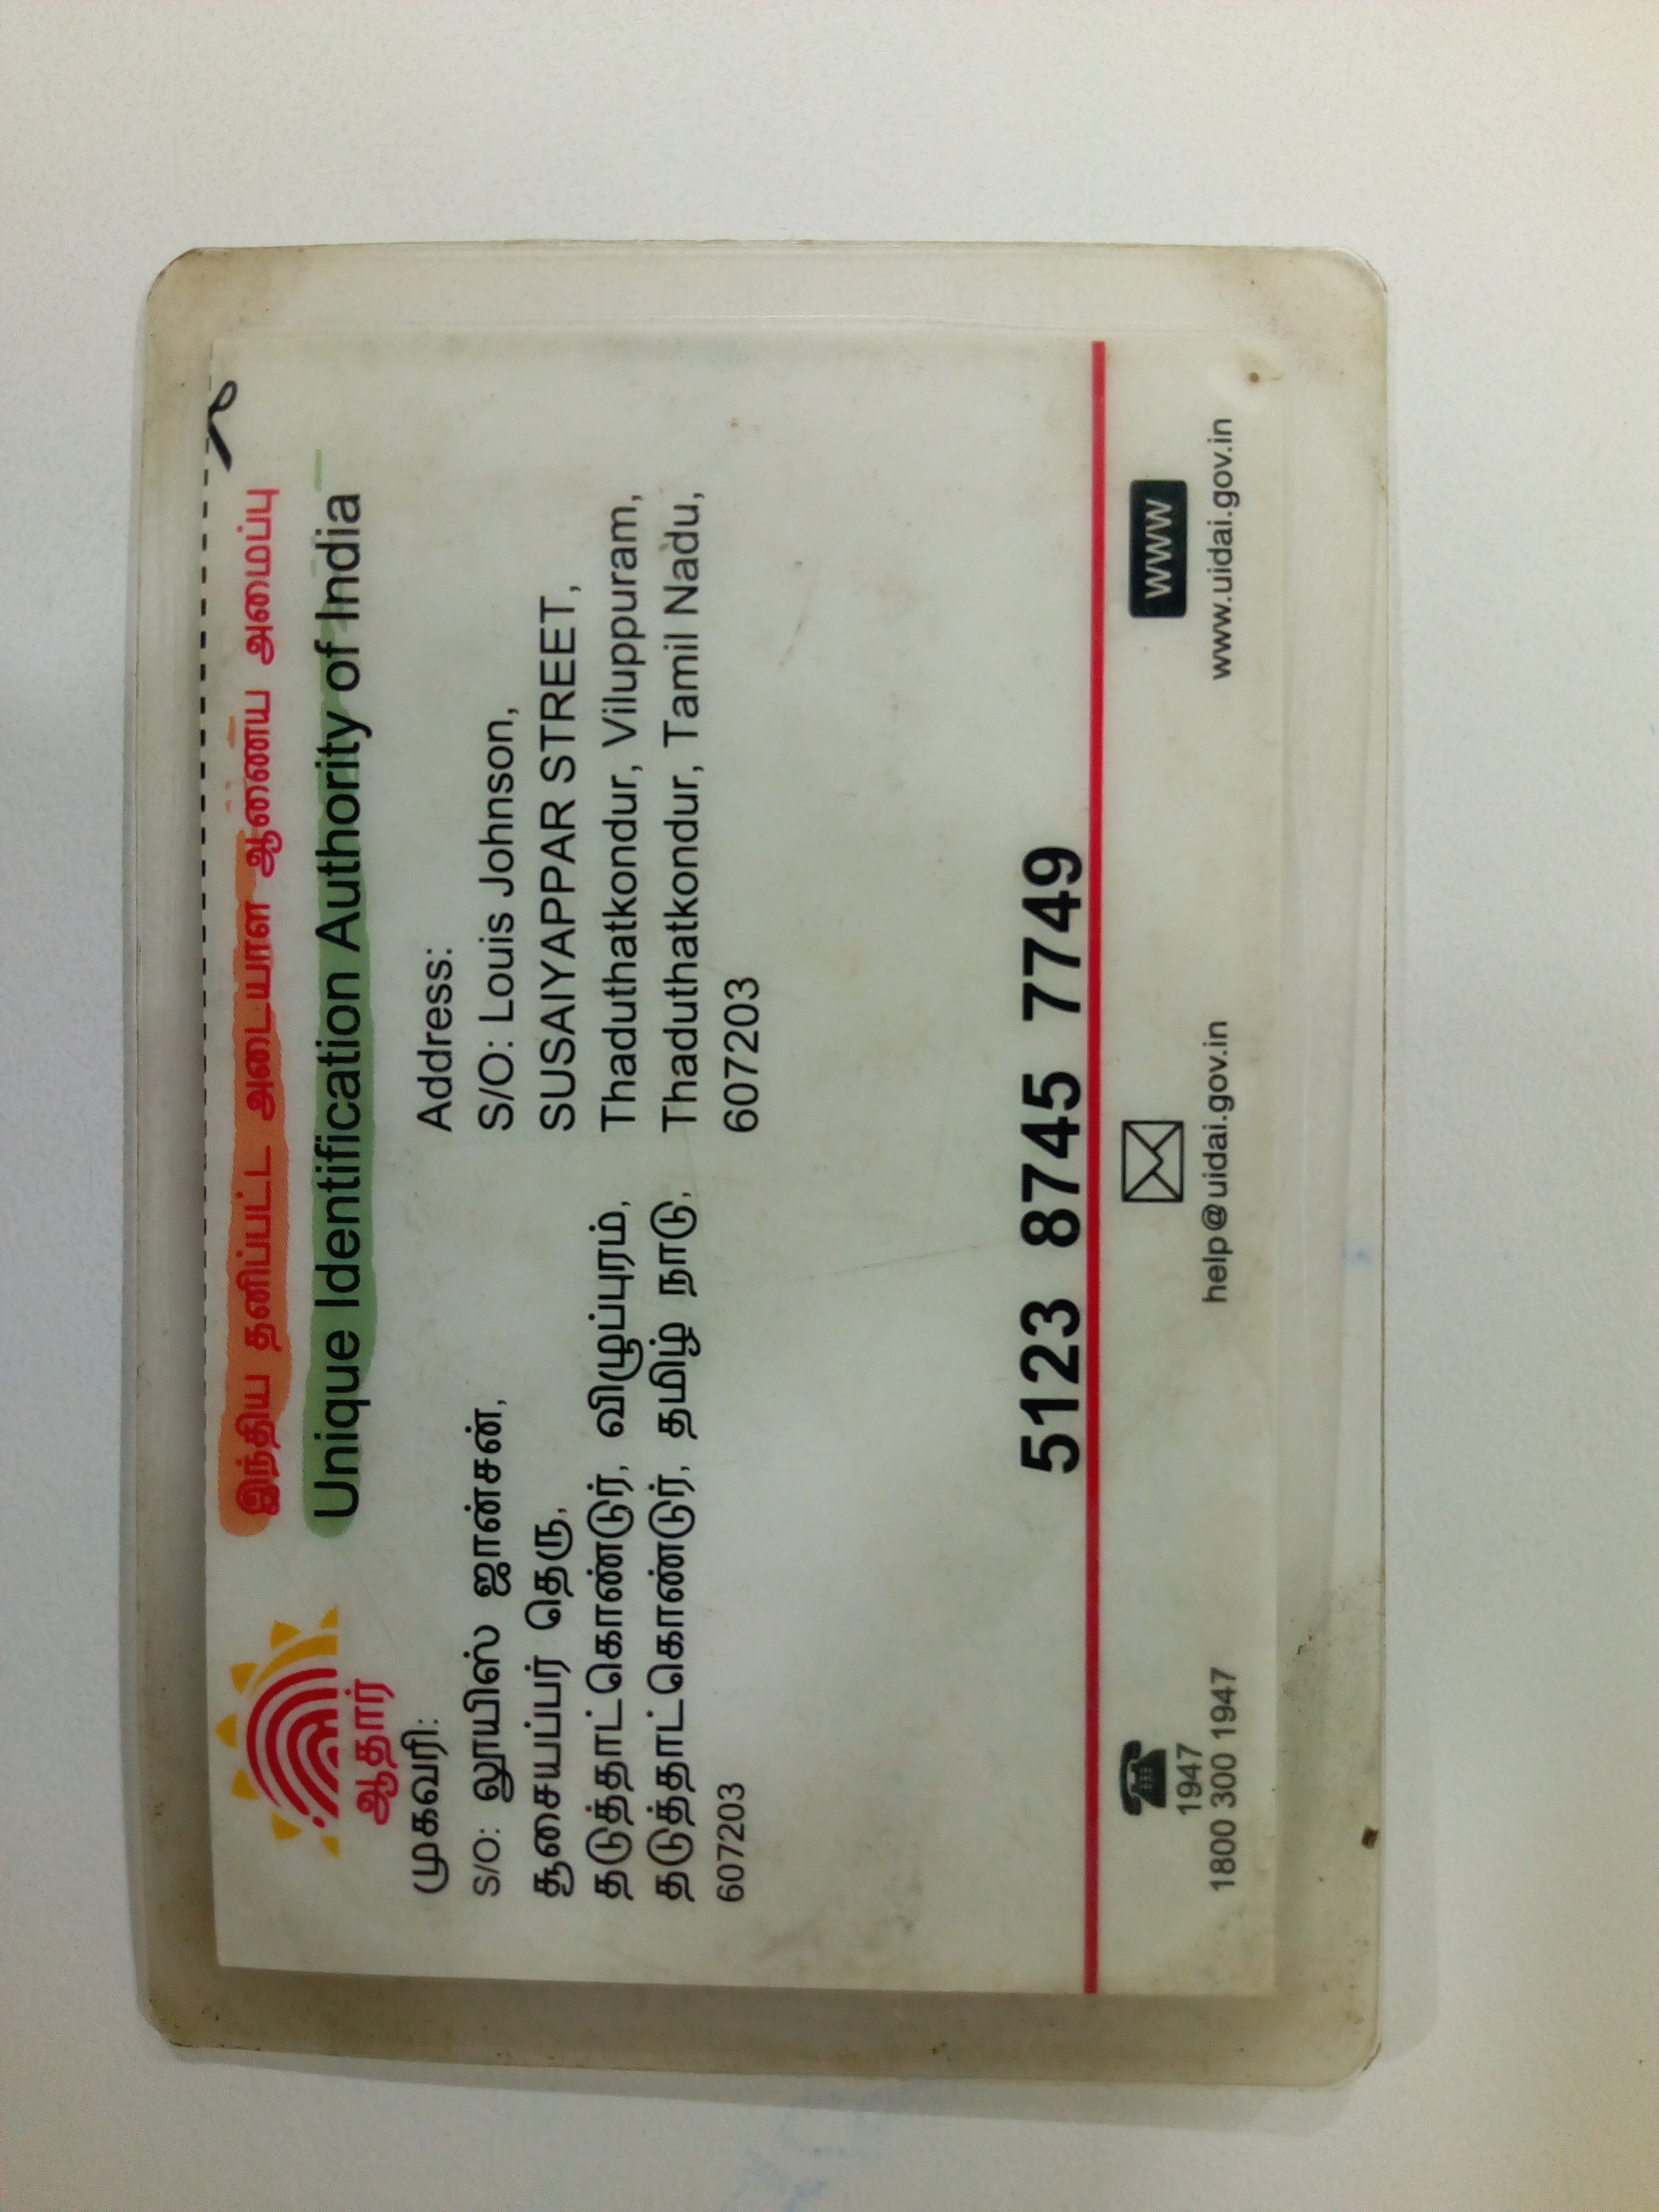 இந்திய தனிப்பட்ட அடையாள ஆணைய அமைப்பு
Unique Identification Authority of India
ஆதார்
முகவரி:
S/O: லூயிஸ் ஜான்சன்,
சூசையப்பர் தெரு,
தடுத்தாட்கொண்டுர், விழுப்புரம்,
தடுத்தாட்கொண்டுர், தமிழ் நாடு,
607203
Address:
S/O: Louis Johnson,
SUSAIYAPPAR STREET,
Thaduthatkondur, Viluppuram,
Thaduthatkondur, Tamil Nadu,
607203
5123 8745 7749
1947
1800 300 1947
help@uidai.gov.in
www
www.uidai.gov.in